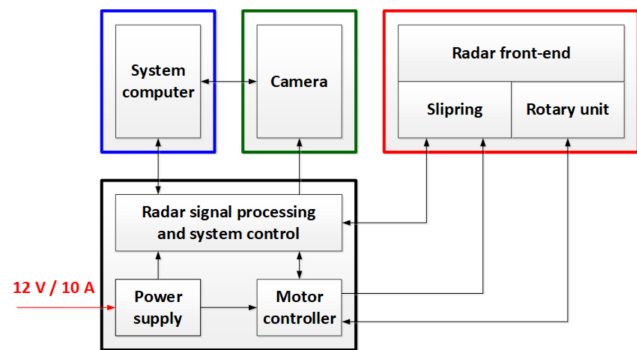 System
computer
Camera
Radar front-end
Slipring
Rotary unit
Radar signal processing
and system control
12 V / 10 A
Power
supply
Motor
controller